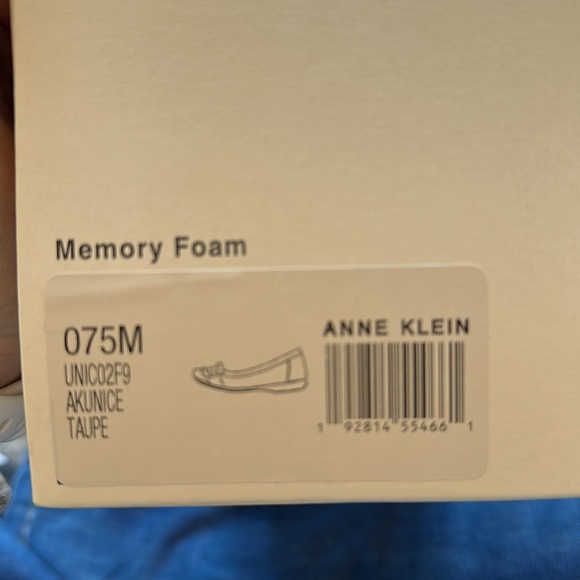 Memory Foam
075M
UNIC02F9
AKUNICE
TAUPE
ANNE KLEIN
1 92814 55466 1